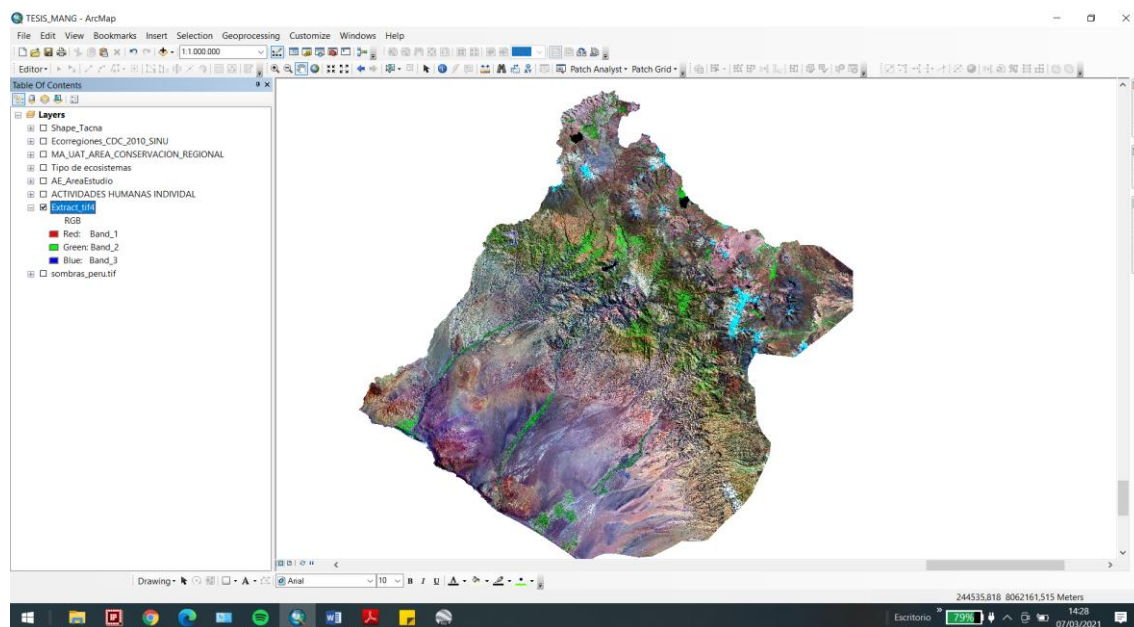 TESIS_MANG - ArcMap
File Edit View Bookmarks Insert Selection Geoprocessing Customize Windows Help
1:1.000.000
Editor Patch Analyst Patch Grid
Table Of Contents
Layers
Shape_Tacna
Ecorregiones_CDC_2010_SINU
MA_UAT_AREA_CONSERVACION_REGIONAL
Tipo de ecosistemas
AE_AreaEstudio
ACTIVIDADES HUMANAS INDIVIDAL
Extract_tif4
RGB
Red: Band_1
Green: Band_2
Blue: Band_3
sombras_peru.tif
Drawing A Arial 10 B I U A
244535,818 8062161,515 Meters
Escritorio 79% 14:28
07/03/2021